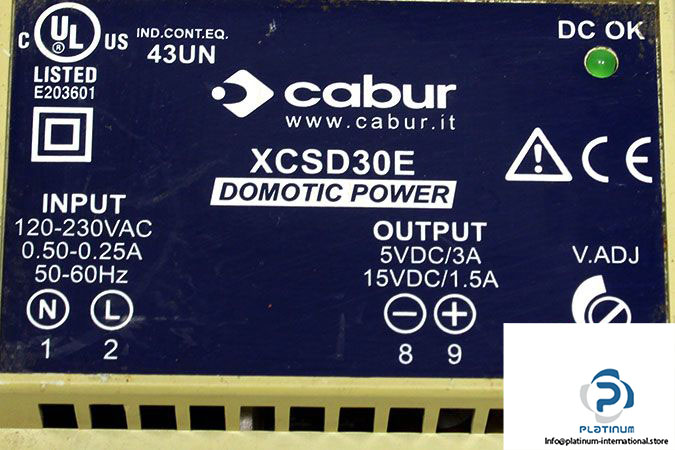 C UL US
LISTED
E203601
IND.CONT.EQ.
43UN
DC OK
cabur
www.cabur.it
XCSD30E
DOMOTIC POWER
CE
INPUT
120-230VAC
0.50-0.25A
50-60Hz
N L
1 2
OUTPUT
5VDC/3A
15VDC/1.5A
8 9
V.ADJ
PLATINUM
Info@platinum-international.store